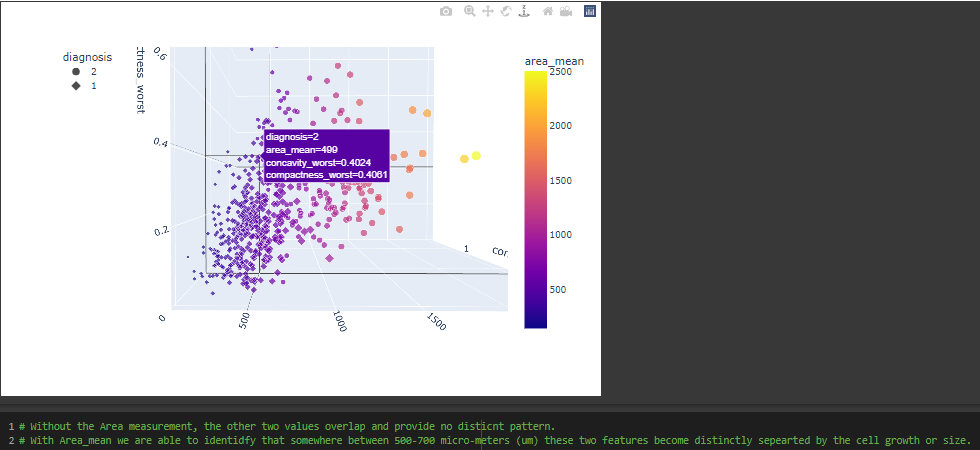 diagnosis
2
1
tness_worst
0.6
0.4
0.2
diagnosis=2
area_mean=499
concavity_worst=0.4024
compactness_worst=0.4061
0
500
1000
1500
1
cor
area_mean
2500
2000
1500
1000
500
1 # Without the Area measurement, the other two values overlap and provide no disticnt pattern.
2 # With Area_mean we are able to identidfy that somewhere between 500-700 micro-meters (um) these two features become distinctly sepearted by the cell growth or size.